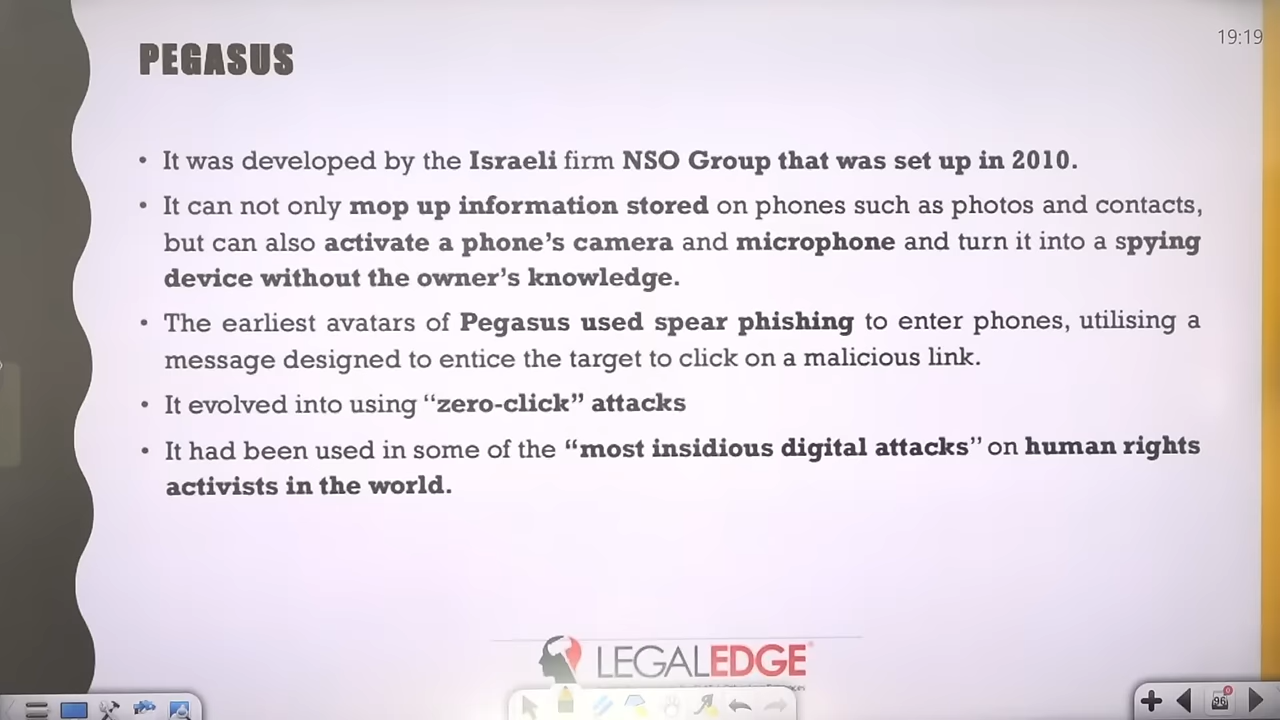 PEGASUS
19:19
• It was developed by the Israeli firm NSO Group that was set up in 2010.
• It can not only mop up information stored on phones such as photos and contacts,
but can also activate a phone's camera and microphone and turn it into a spying
device without the owner's knowledge.
• The earliest avatars of Pegasus used spear phishing to enter phones, utilising a
message designed to entice the target to click on a malicious link.
• It evolved into using “zero-click” attacks
• It had been used in some of the “most insidious digital attacks” on human rights
activists in the world.
LEGALEDGE